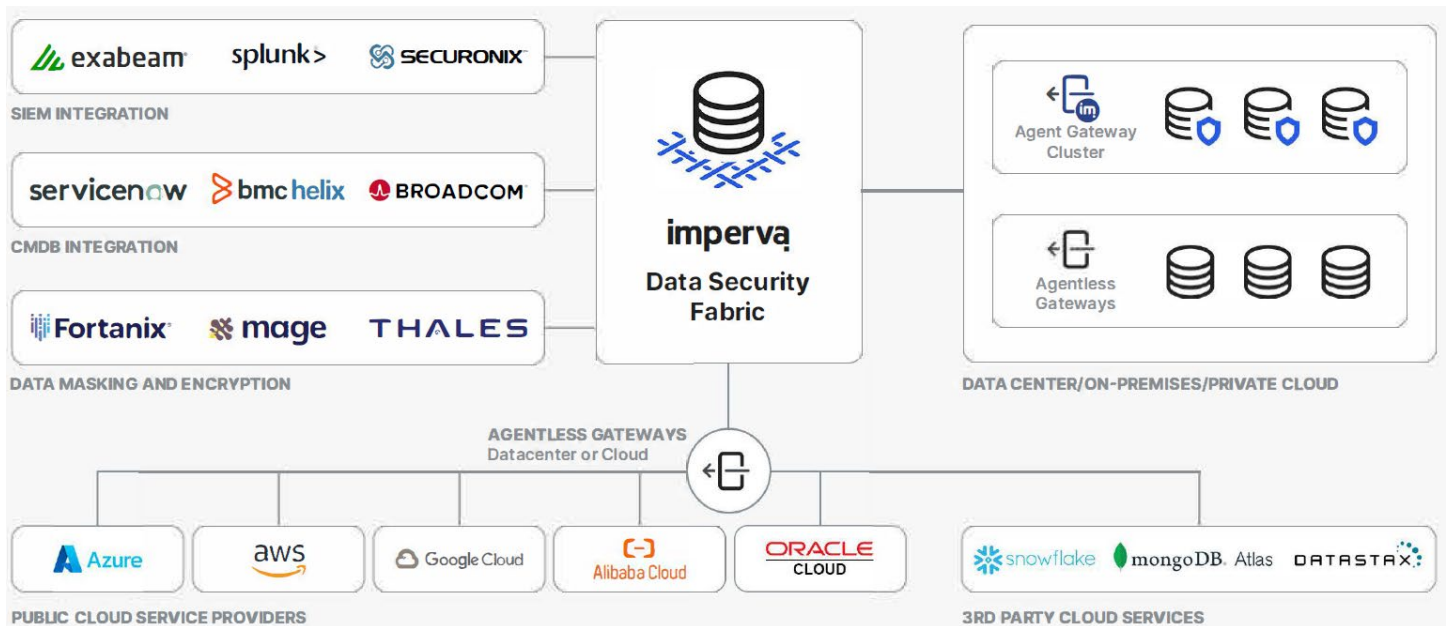 exabeam
splunk>
SECURONIX
SIEM INTEGRATION
servicenow
bmc helix
BROADCOM
CMDB INTEGRATION
Fortanix
mage
THALES
DATA MASKING AND ENCRYPTION
imperva
Data Security
Fabric
im
Agent Gateway
Cluster
Agentless
Gateways
DATA CENTER/ON-PREMISES/PRIVATE CLOUD
AGENTLESS GATEWAYS
Datacenter or Cloud
Azure
aws
Google Cloud
Alibaba Cloud
ORACLE
CLOUD
PUBLIC CLOUD SERVICE PROVIDERS
snowflake
mongoDB. Atlas
DATASTAX
3RD PARTY CLOUD SERVICES